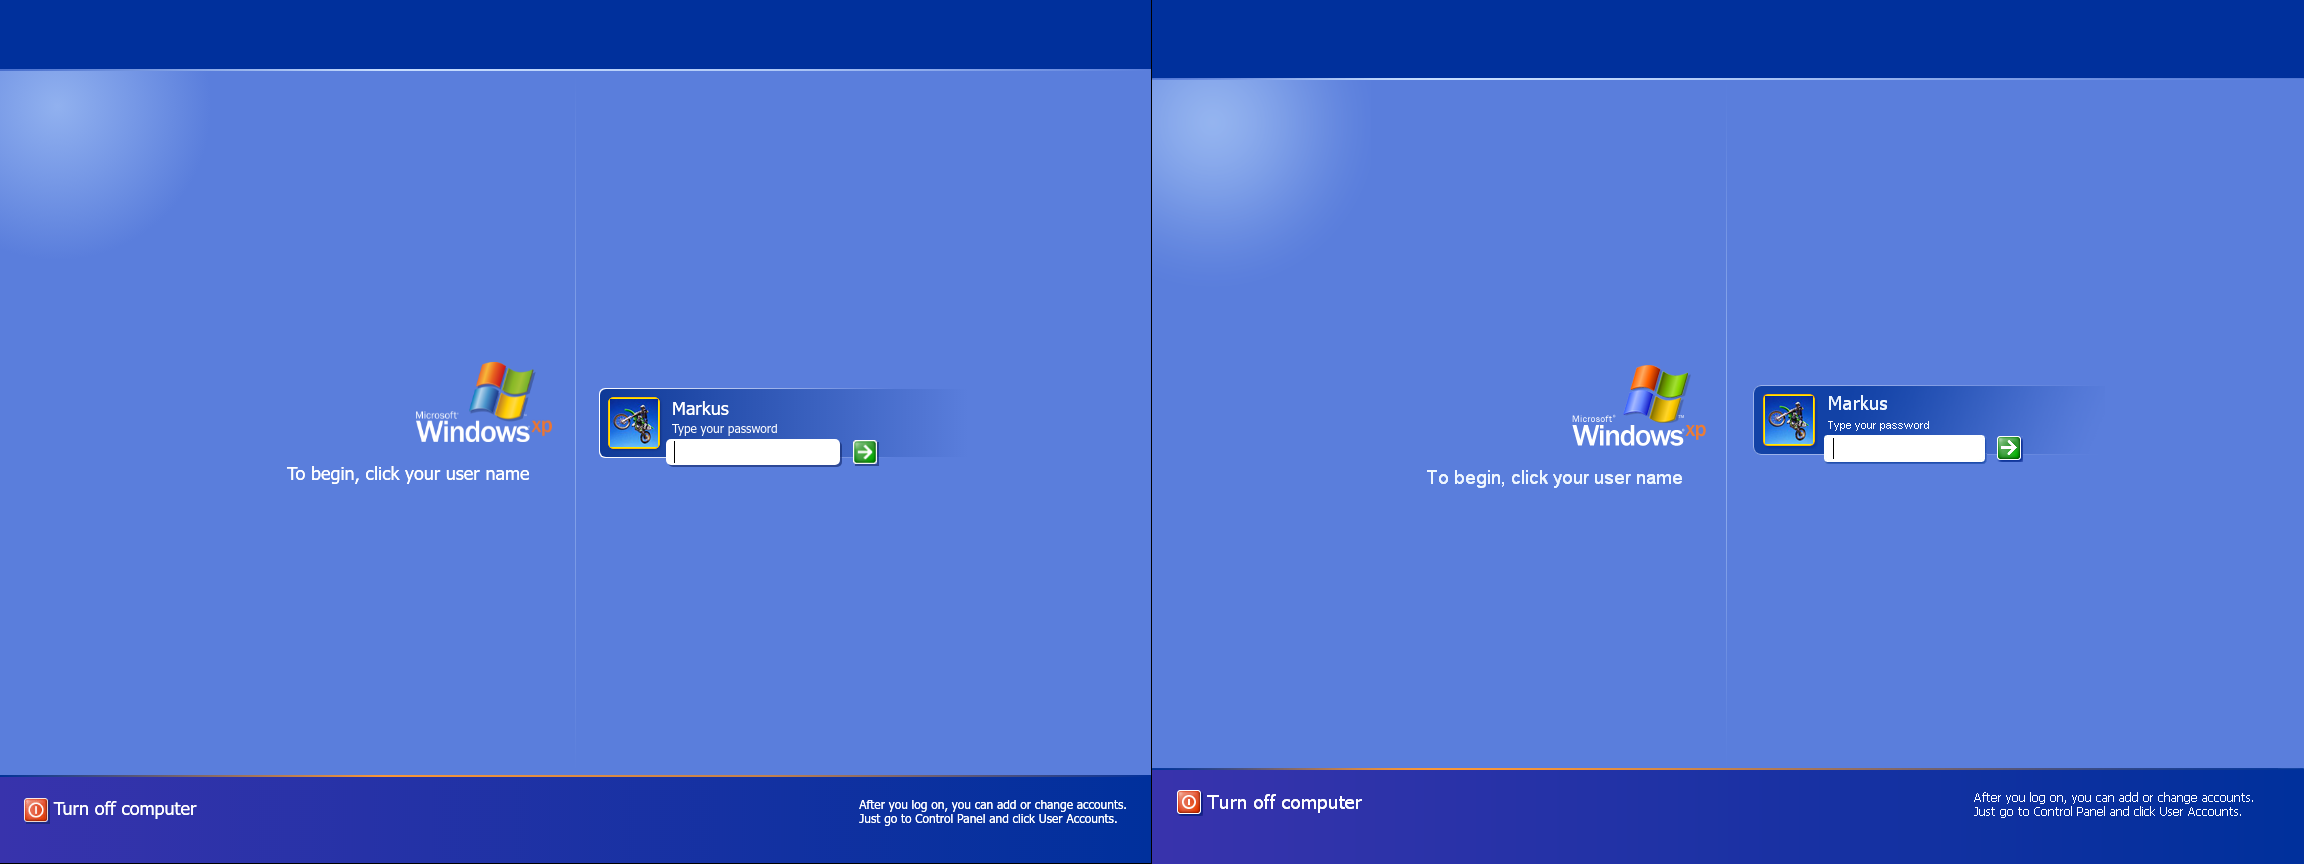 Microsoft
Windows xp
To begin, click your user name
Markus
Type your password
Turn off computer
After you log on, you can add or change accounts.
Just go to Control Panel and click User Accounts.
Microsoft
Windows xp
To begin, click your user name
Markus
Type your password
Turn off computer
After you log on, you can add or change accounts.
Just go to Control Panel and click User Accounts.